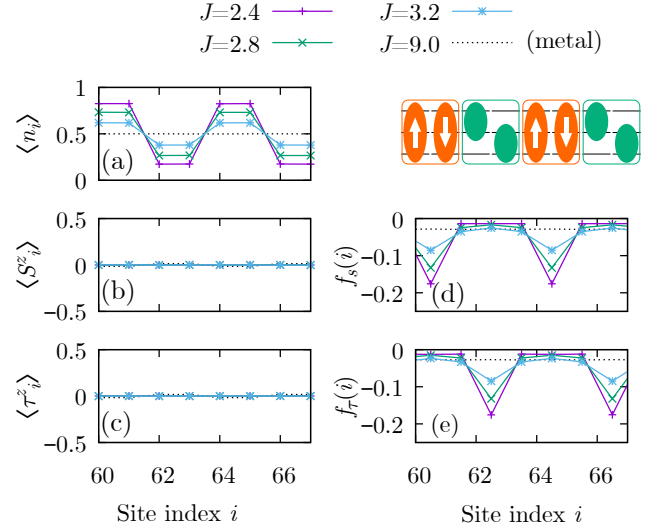 J=2.4 J=3.2
J=2.8 J=9.0 (metal)
1
0.5
0
⟨n_i⟩
(a)
0.5
0
−0.5
⟨S^z_i⟩
(b)
0
−0.1
−0.2
f_s(i)
(d)
0.5
0
−0.5
⟨τ^z_i⟩
(c)
0
−0.1
−0.2
f_τ(i)
(e)
60 62 64 66
60 62 64 66
Site index i
Site index i